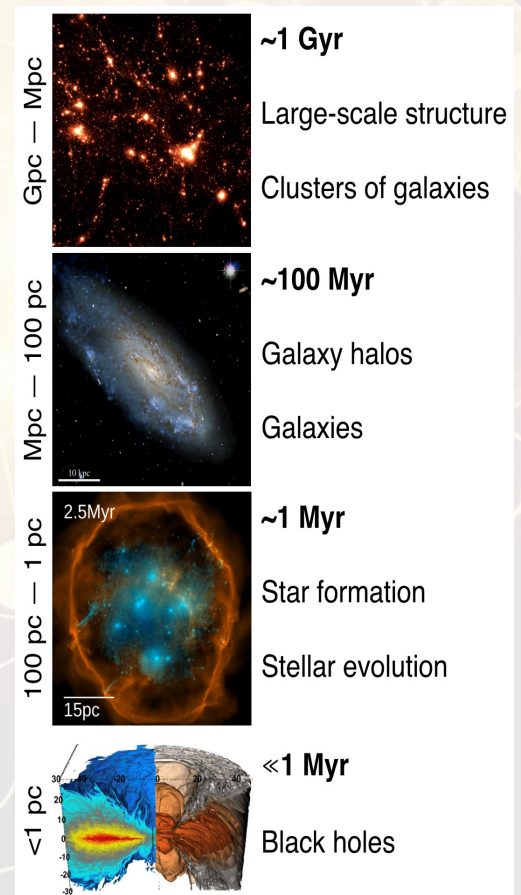 Gpc — Mpc
~1 Gyr
Large-scale structure
Clusters of galaxies
Mpc — 100 pc
10 kpc
~100 Myr
Galaxy halos
Galaxies
100 pc — 1 pc
2.5Myr
15pc
~1 Myr
Star formation
Stellar evolution
<1 pc
30
-20
0
20
40
20
10
0
-10
-20
-30
≪1 Myr
Black holes